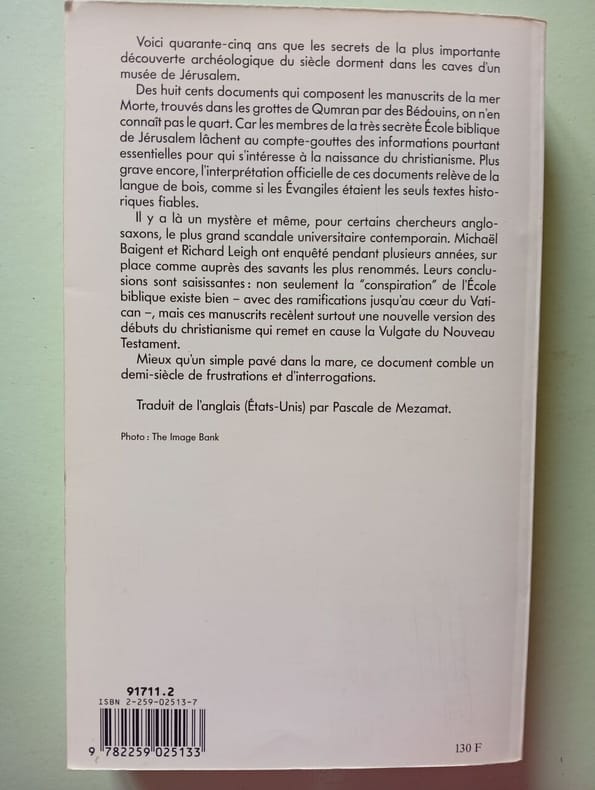 Voici quarante-cinq ans que les secrets de la plus importante
découverte archéologique du siècle dorment dans les caves d'un
musée de Jérusalem.
Des huit cents documents qui composent les manuscrits de la mer
Morte, trouvés dans les grottes de Qumran par des Bédouins, on n'en
connaît pas le quart. Car les membres de la très secrète École biblique
de Jérusalem lâchent au compte-gouttes des informations pourtant
essentielles pour qui s'intéresse à la naissance du christianisme. Plus
grave encore, l'interprétation officielle de ces documents relève de la
langue de bois, comme si les Évangiles étaient les seuls textes histo-
riques fiables.
Il y a là un mystère et même, pour certains chercheurs anglo-
saxons, le plus grand scandale universitaire contemporain. Michaël
Baigent et Richard Leigh ont enquêté pendant plusieurs années, sur
place comme auprès des savants les plus renommés. Leurs conclu-
sions sont saisissantes : non seulement la "conspiration" de l'École
biblique existe bien – avec des ramifications jusqu'au cœur du Vati-
can –, mais ces manuscrits recèlent surtout une nouvelle version des
débuts du christianisme qui remet en cause la Vulgate du Nouveau
Testament.
Mieux qu'un simple pavé dans la mare, ce document comble un
demi-siècle de frustrations et d'interrogations.
Traduit de l'anglais (États-Unis) par Pascale de Mezamat.
Photo : The Image Bank
91711.2
ISBN 2-259-02513-7
9 782259 025133
130 F